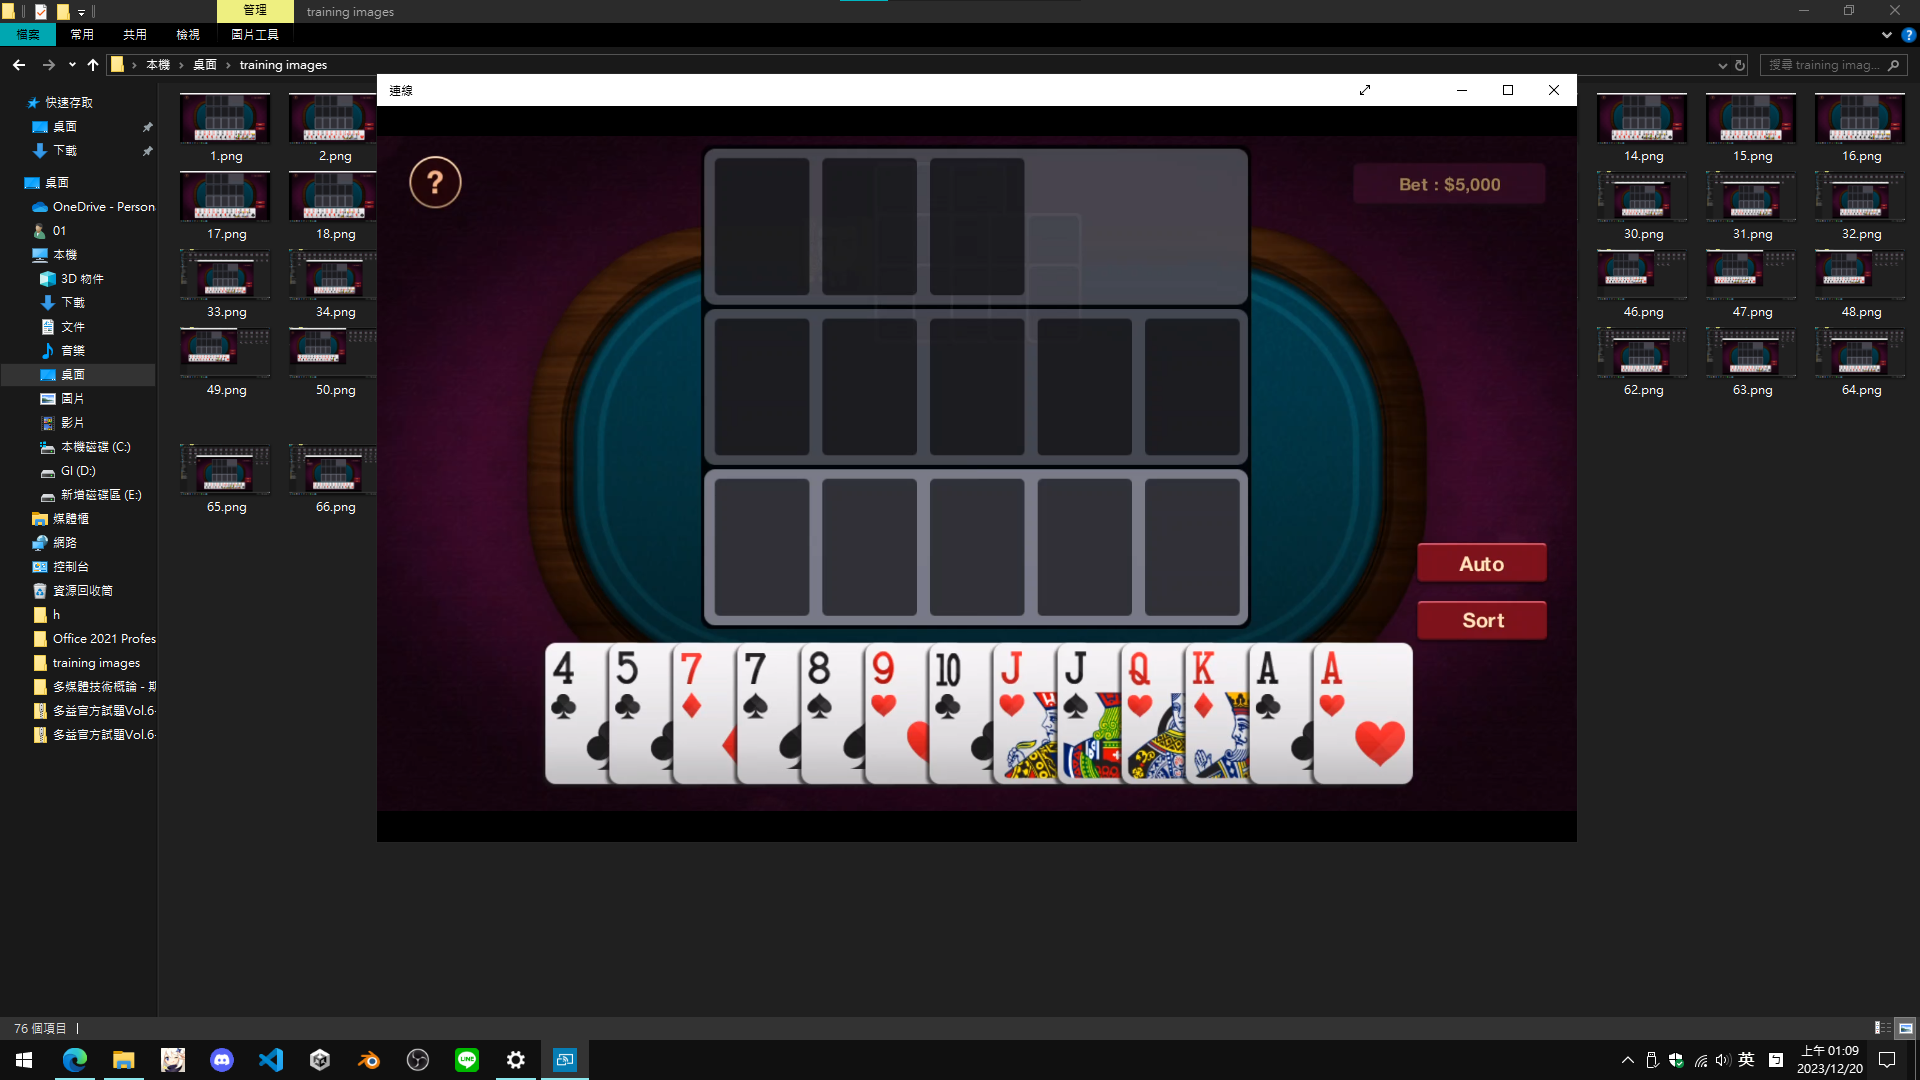 管理
training images
檔案
常用
共用
檢視
圖片工具
本機
桌面
training images
搜尋 training imag...
快速存取
桌面
下載
桌面
OneDrive - Person
01
本機
3D 物件
下載
文件
音樂
桌面
圖片
影片
本機磁碟 (C:)
GI (D:)
新增磁碟區 (E:)
媒體櫃
網路
控制台
資源回收筒
h
Office 2021 Profes
training images
多媒體技術概論 - 期
多益官方試題Vol.6-
多益官方試題Vol.6-
1.png
2.png
14.png
15.png
16.png
17.png
18.png
30.png
31.png
32.png
33.png
34.png
46.png
47.png
48.png
49.png
50.png
62.png
63.png
64.png
65.png
66.png
連線
?
Bet : $5,000
Auto
Sort
4 5 7 7 8 9 10 J J Q K A A
76 個項目
LINE
英
上午 01:09
2023/12/20